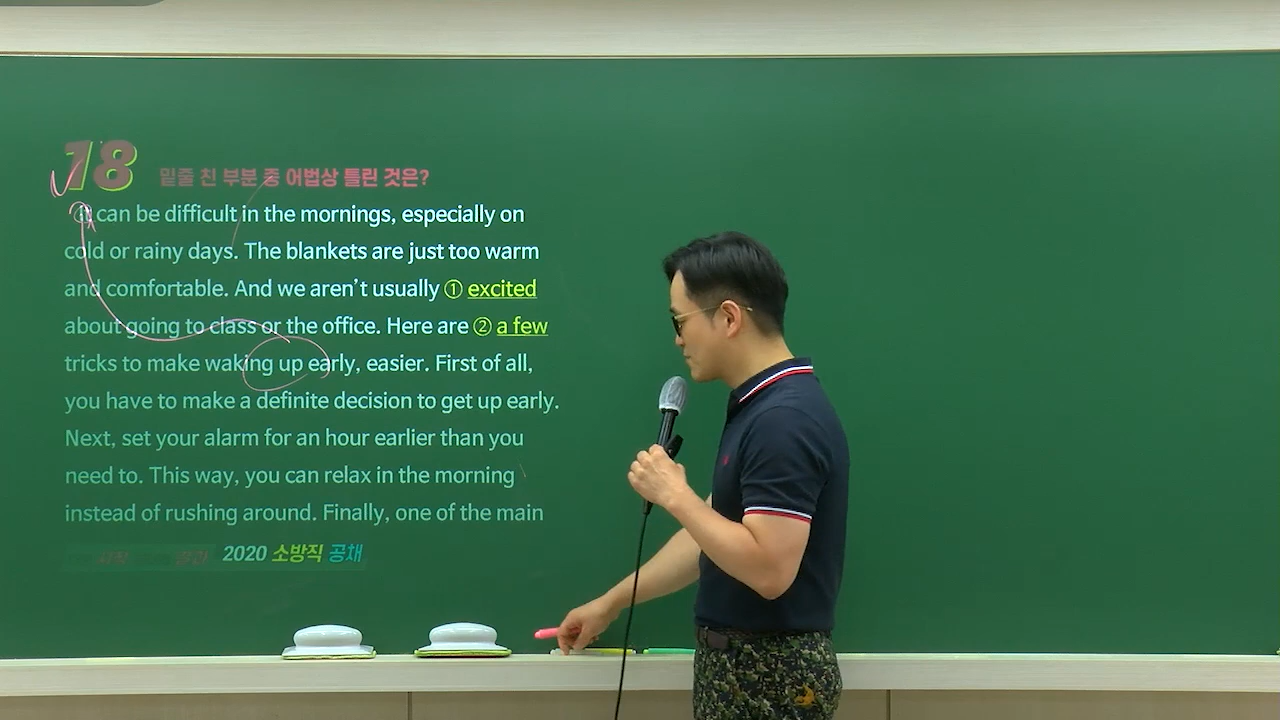 18 밑줄 친 부분 중 어법상 틀린 것은?
it can be difficult in the mornings, especially on
cold or rainy days. The blankets are just too warm
and comfortable. And we aren't usually ① excited
about going to class or the office. Here are ② a few
tricks to make waking up early, easier. First of all,
you have to make a definite decision to get up early.
Next, set your alarm for an hour earlier than you
need to. This way, you can relax in the morning
instead of rushing around. Finally, one of the main
2020 소방직 공채